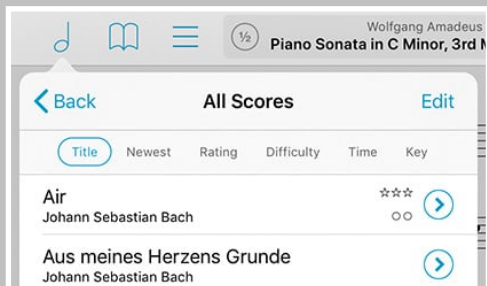 ½
Wolfgang Amadeus
Piano Sonata in C Minor, 3rd
Back
All Scores
Edit
Title Newest Rating Difficulty Time Key
Air
Johann Sebastian Bach
Aus meines Herzens Grunde
Johann Sebastian Bach